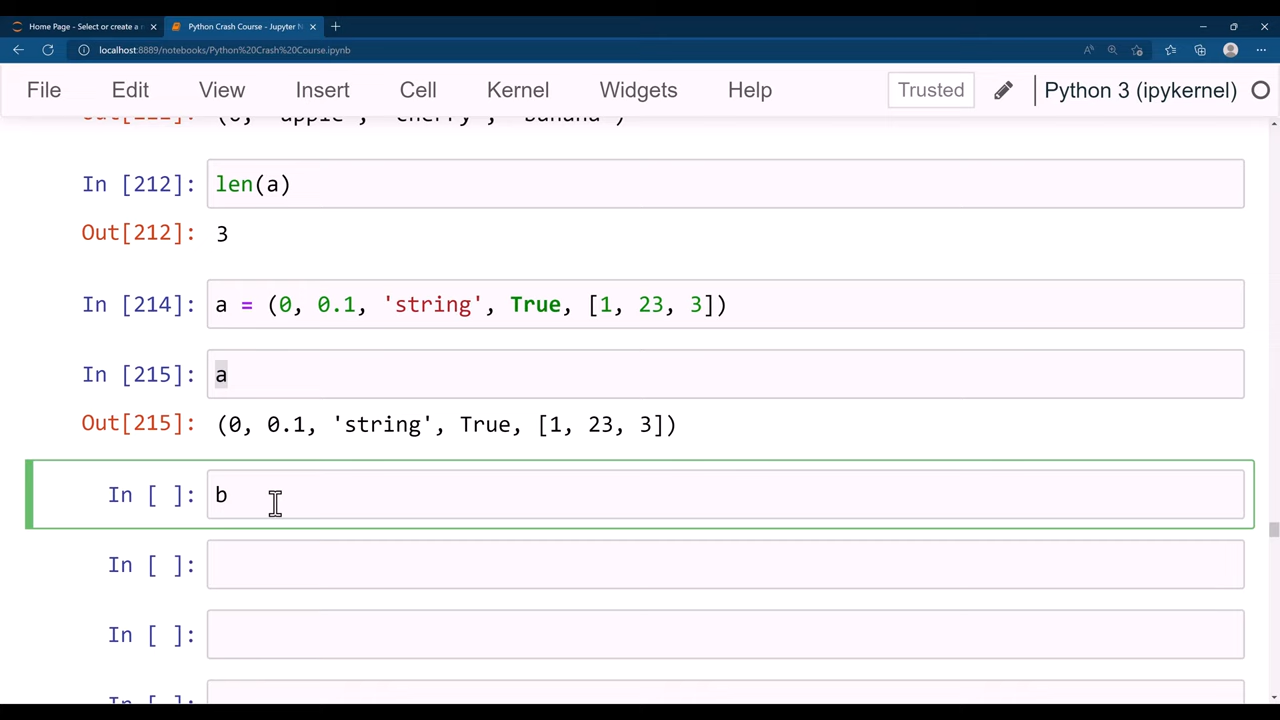 Home Page - Select or create a n
Python Crash Course - Jupyter N
localhost:8889/notebooks/Python%20Crash%20Course.ipynb
File Edit View Insert Cell Kernel Widgets Help Trusted Python 3 (ipykernel)
In [212]: len(a)
Out[212]: 3
In [214]: a = (0, 0.1, 'string', True, [1, 23, 3])
In [215]: a
Out[215]: (0, 0.1, 'string', True, [1, 23, 3])
In [ ]: b
In [ ]:
In [ ]: